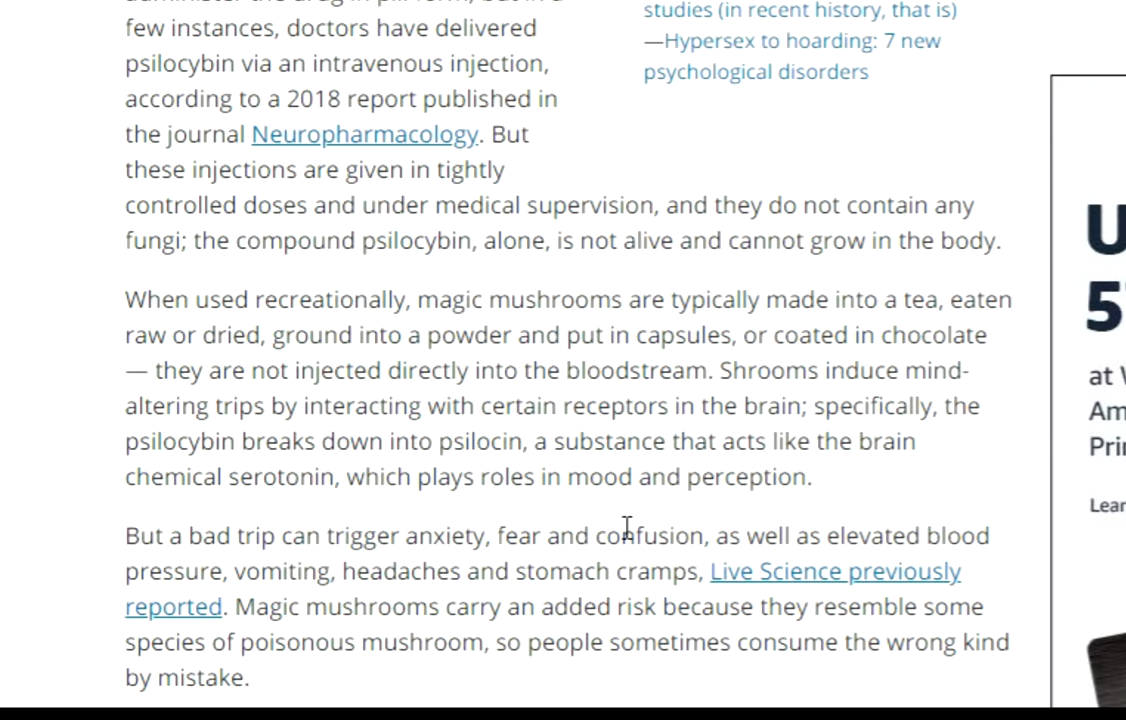 few instances, doctors have delivered
psilocybin via an intravenous injection,
according to a 2018 report published in
the journal Neuropharmacology. But
these injections are given in tightly
controlled doses and under medical supervision, and they do not contain any
fungi; the compound psilocybin, alone, is not alive and cannot grow in the body.
When used recreationally, magic mushrooms are typically made into a tea, eaten
raw or dried, ground into a powder and put in capsules, or coated in chocolate
— they are not injected directly into the bloodstream. Shrooms induce mind-
altering trips by interacting with certain receptors in the brain; specifically, the
psilocybin breaks down into psilocin, a substance that acts like the brain
chemical serotonin, which plays roles in mood and perception.
But a bad trip can trigger anxiety, fear and confusion, as well as elevated blood
pressure, vomiting, headaches and stomach cramps, Live Science previously
reported. Magic mushrooms carry an added risk because they resemble some
species of poisonous mushroom, so people sometimes consume the wrong kind
by mistake.
studies (in recent history, that is)
—Hypersex to hoarding: 7 new
psychological disorders
U
5
at
Am
Pri
Lear